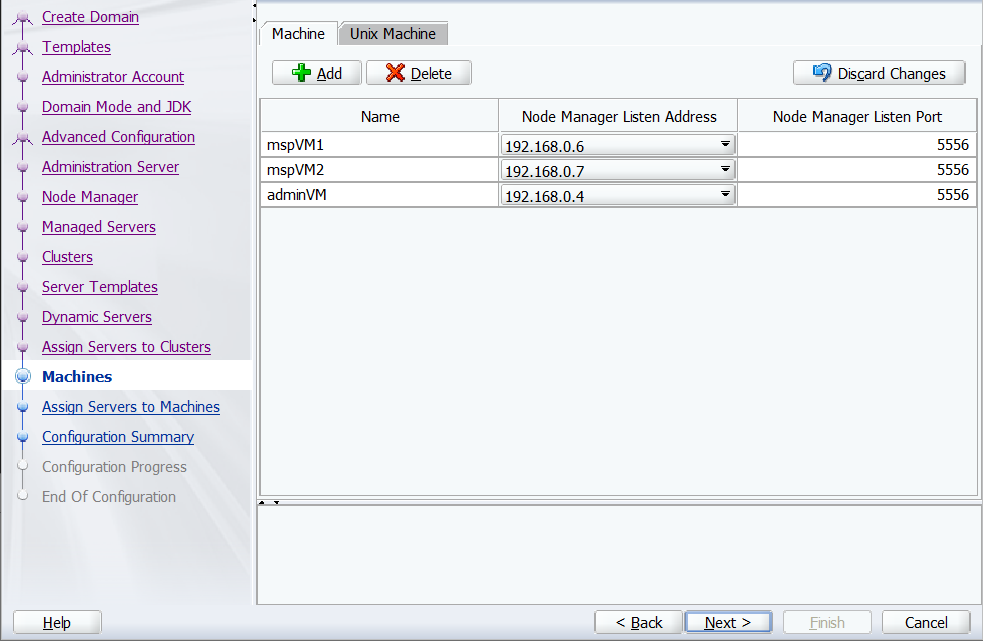 Create Domain
Templates
Administrator Account
Domain Mode and JDK
Advanced Configuration
Administration Server
Node Manager
Managed Servers
Clusters
Server Templates
Dynamic Servers
Assign Servers to Clusters
Machines
Assign Servers to Machines
Configuration Summary
Configuration Progress
End Of Configuration
Machine Unix Machine
Add Delete Discard Changes
Name Node Manager Listen Address Node Manager Listen Port
mspVM1 192.168.0.6 5556
mspVM2 192.168.0.7 5556
adminVM 192.168.0.4 5556
Help < Back Next > Finish Cancel